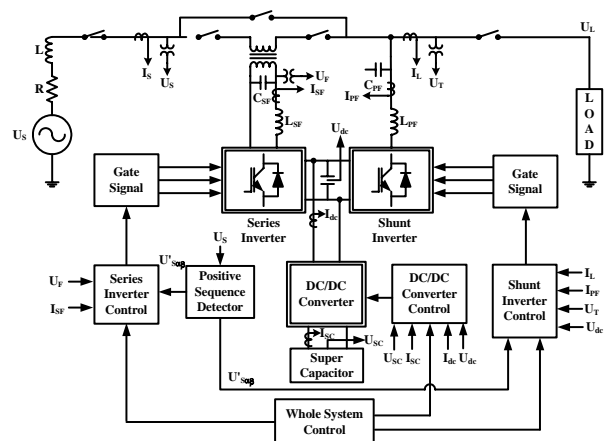 L
R
U_S
I_S
U_S
C_SF
U_F
I_SF
L_SF
C_PF
I_PF
L_PF
I_L
U_T
U_L
LOAD
U_dc
Gate
Signal
Series
Inverter
Shunt
Inverter
Gate
Signal
I_dc
U_S
U'_Sαβ
U_F
I_SF
Series
Inverter
Control
Positive
Sequence
Detector
DC/DC
Converter
DC/DC
Converter
Control
Shunt
Inverter
Control
I_L
I_PF
U_T
U_dc
I_SC
U_SC
Super
Capacitor
U_SC I_SC I_dc U_dc
U'_Sαβ
Whole System
Control